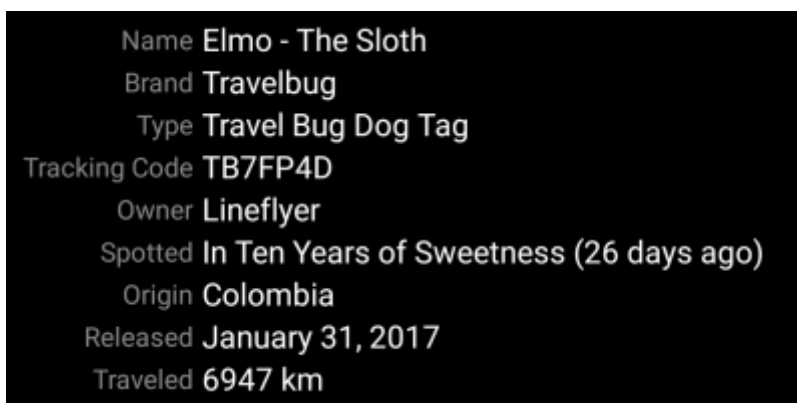 Name Elmo - The Sloth
Brand Travelbug
Type Travel Bug Dog Tag
Tracking Code TB7FP4D
Owner Lineflyer
Spotted In Ten Years of Sweetness (26 days ago)
Origin Colombia
Released January 31, 2017
Traveled 6947 km